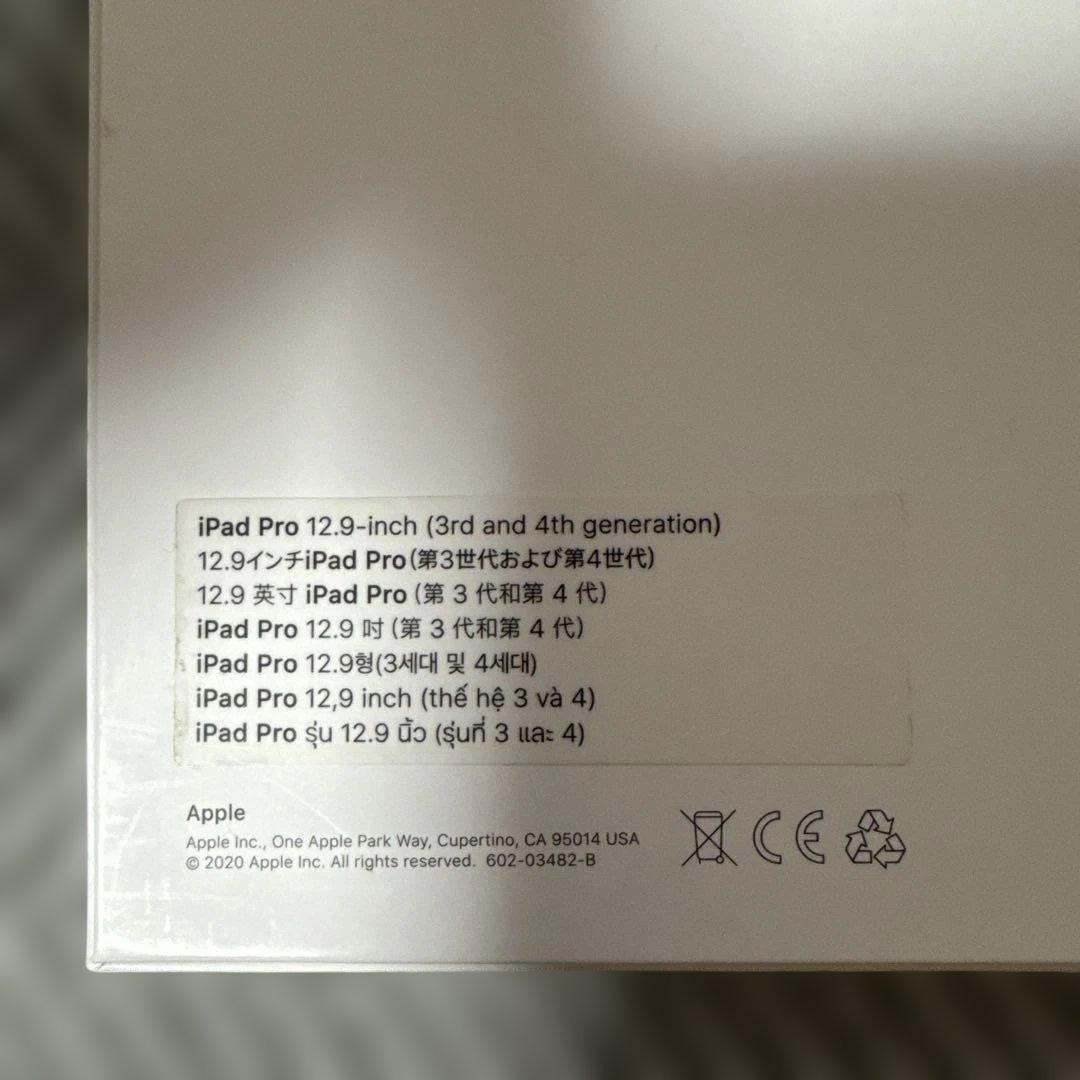 iPad Pro 12.9-inch (3rd and 4th generation)
12.9インチiPad Pro(第3世代および第4世代)
12.9 英寸 iPad Pro (第 3 代和第 4 代)
iPad Pro 12.9 吋 (第 3 代和第 4 代)
iPad Pro 12.9형(3세대 및 4세대)
iPad Pro 12,9 inch (thế hệ 3 và 4)
iPad Pro รุ่น 12.9 นิ้ว (รุ่นที่ 3 และ 4)
Apple
Apple Inc., One Apple Park Way, Cupertino, CA 95014 USA
© 2020 Apple Inc. All rights reserved. 602-03482-B
CE